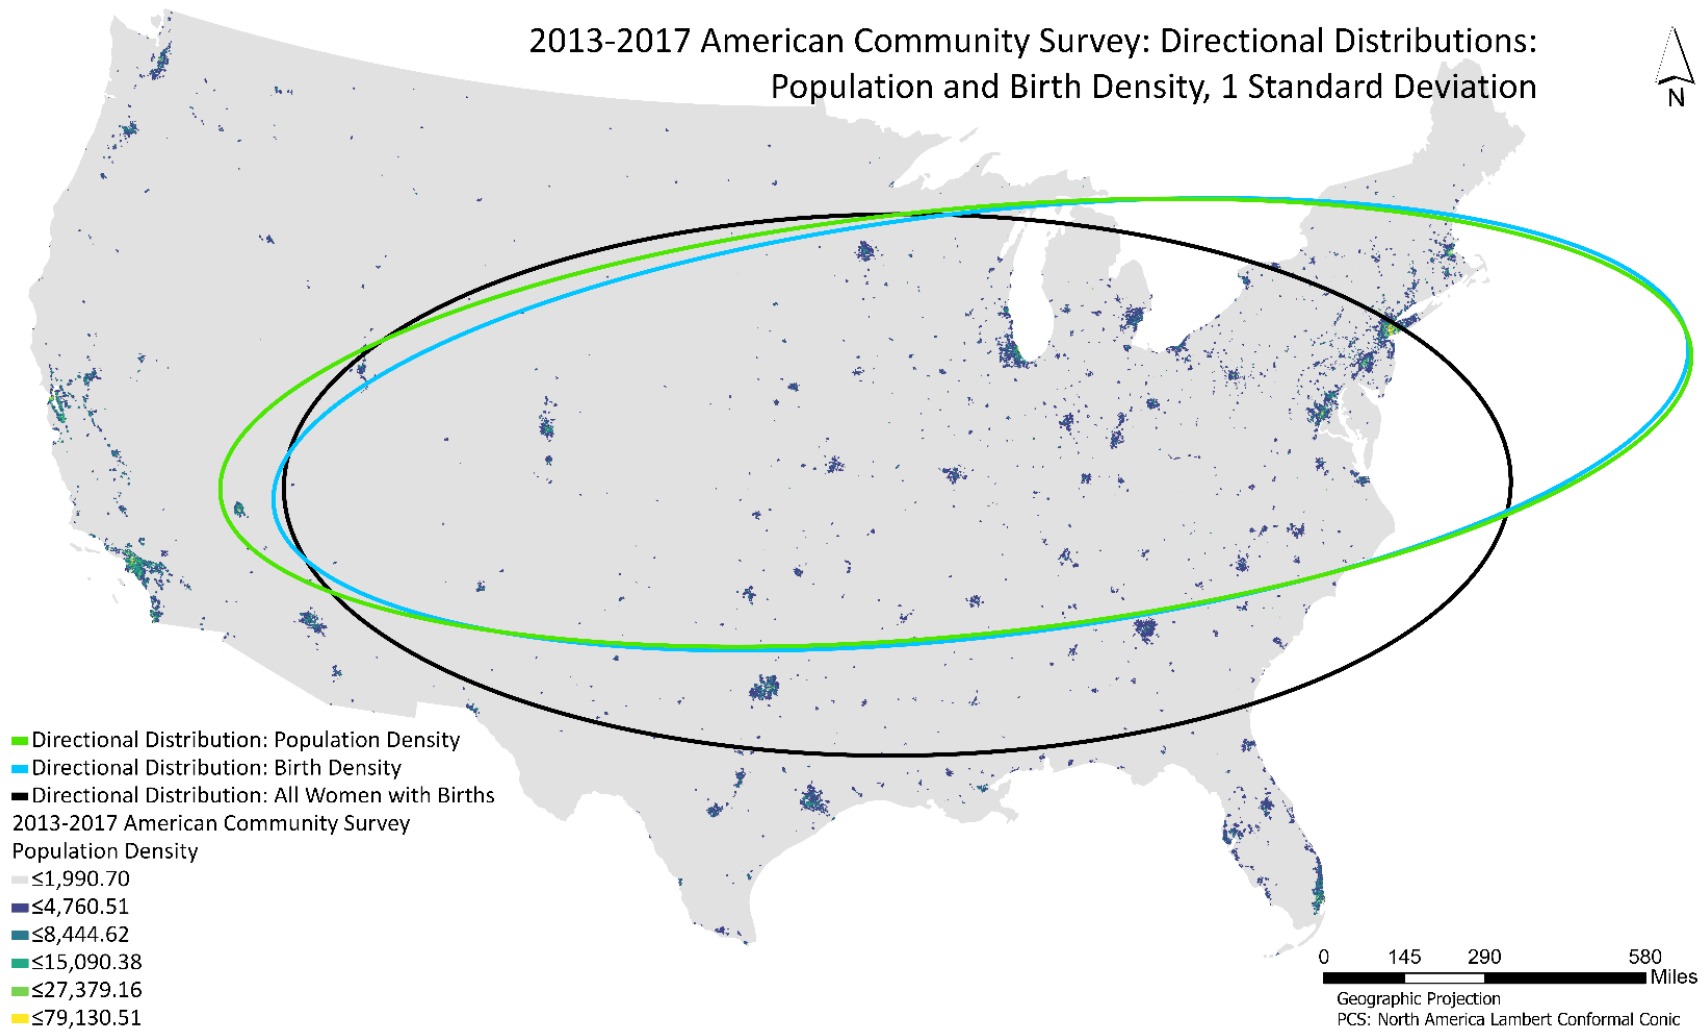 2013-2017 American Community Survey: Directional Distributions:
Population and Birth Density, 1 Standard Deviation
N
Directional Distribution: Population Density
Directional Distribution: Birth Density
Directional Distribution: All Women with Births
2013-2017 American Community Survey
Population Density
≤1,990.70
≤4,760.51
≤8,444.62
≤15,090.38
≤27,379.16
≤79,130.51
0 145 290 580
Miles
Geographic Projection
PCS: North America Lambert Conformal Conic